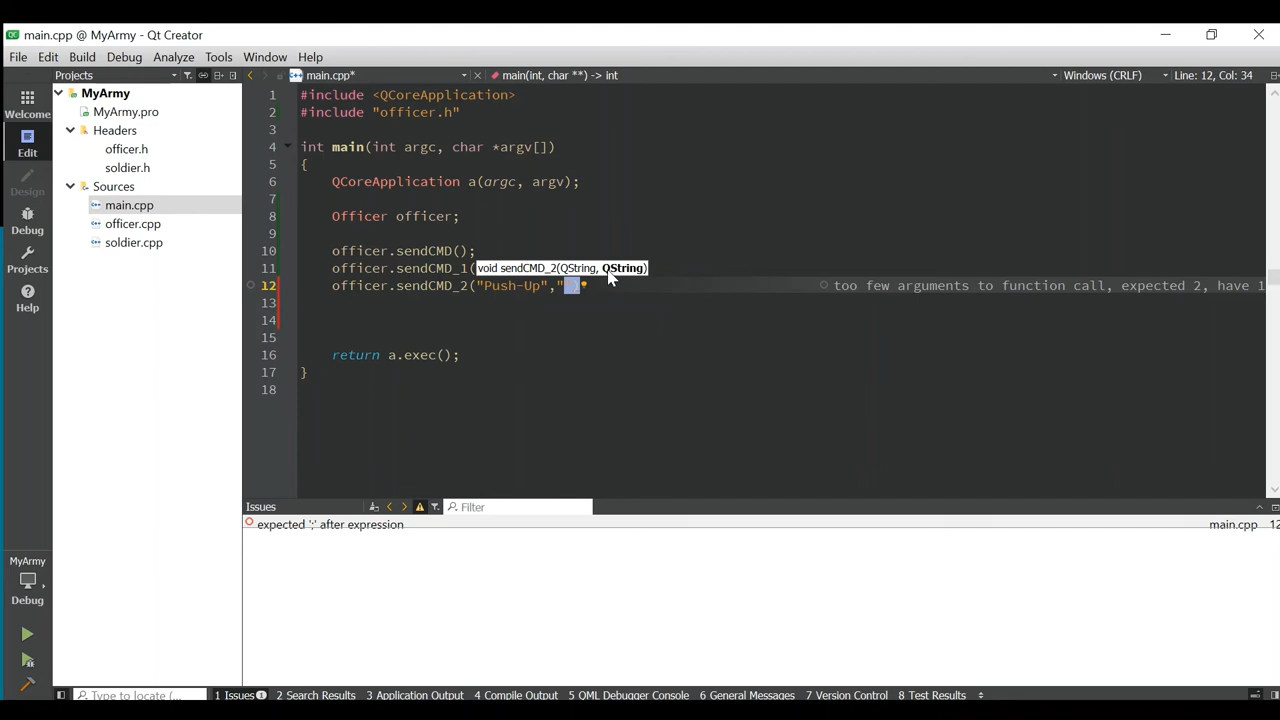 main.cpp @ MyArmy - Qt Creator
File Edit Build Debug Analyze Tools Window Help
Projects main.cpp* main(int, char **) -> int Windows (CRLF) Line: 12, Col: 34
Welcome
Edit
Design
Debug
Projects
Help
MyArmy
MyArmy.pro
Headers
officer.h
soldier.h
Sources
main.cpp
officer.cpp
soldier.cpp
1 #include <QCoreApplication>
2 #include "officer.h"
3
4 int main(int argc, char *argv[])
5 {
6 QCoreApplication a(argc, argv);
7
8 Officer officer;
9
10 officer.sendCMD();
11 officer.sendCMD_1( void sendCMD_2(QString, QString)
12 officer.sendCMD_2("Push-Up","") too few arguments to function call, expected 2, have 1
13
14
15
16 return a.exec();
17 }
18
Issues Filter
expected ';' after expression main.cpp 12
MyArmy
Debug
Type to locate (... 1 Issues 1 2 Search Results 3 Application Output 4 Compile Output 5 QML Debugger Console 6 General Messages 7 Version Control 8 Test Results